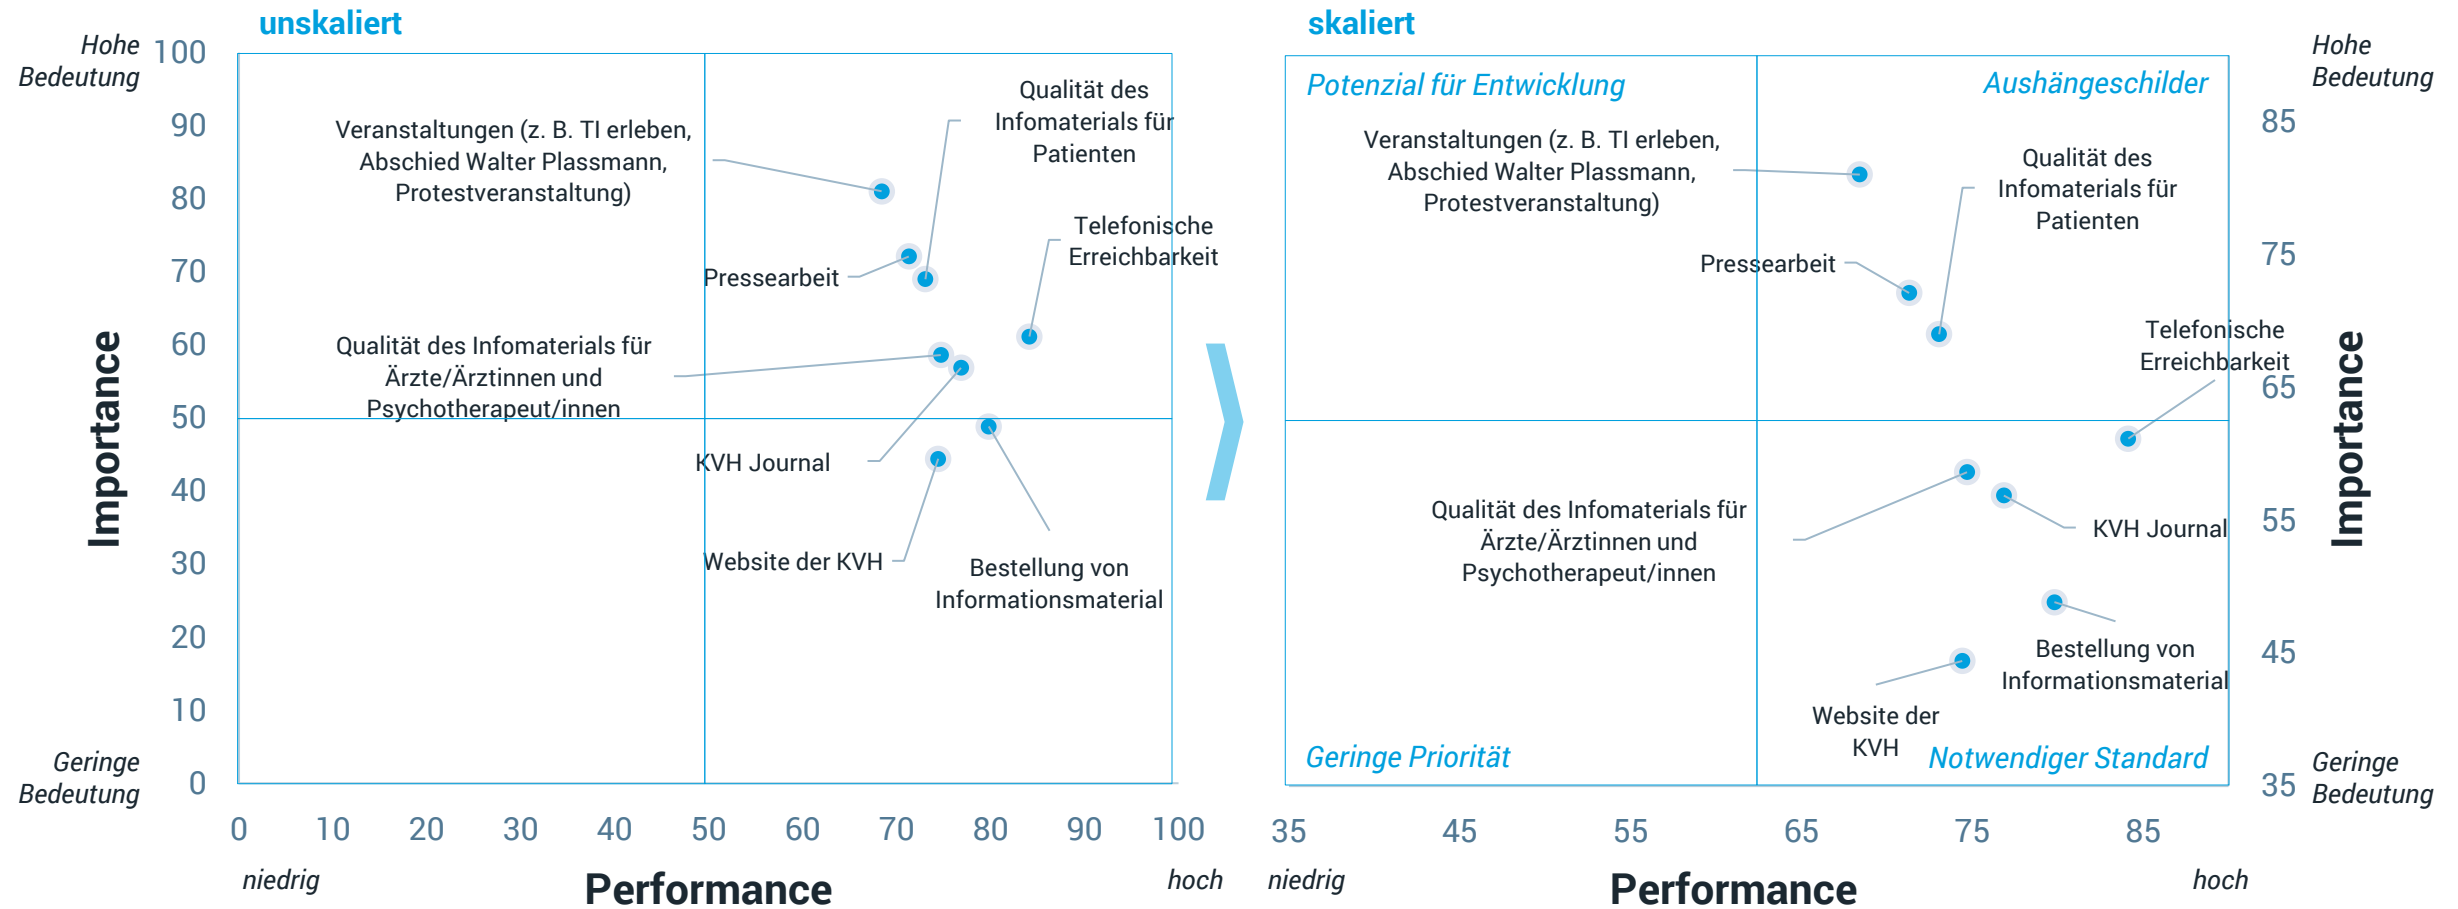 unskaliert
Hohe
Bedeutung
100
90
80
70
60
50
40
30
20
10
0
Importance
Geringe
Bedeutung
Veranstaltungen (z. B. TI erleben,
Abschied Walter Plassmann,
Protestveranstaltung)
Qualität des
Infomaterials für
Patienten
Telefonische
Erreichbarkeit
Pressearbeit
Qualität des Infomaterials für
Ärzte/Ärztinnen und
Psychotherapeut/innen
KVH Journal
Website der KVH
Bestellung von
Informationsmaterial
0 10 20 30 40 50 60 70 80 90 100
niedrig
Performance
hoch
skaliert
Potenzial für Entwicklung
Aushängeschilder
Veranstaltungen (z. B. TI erleben,
Abschied Walter Plassmann,
Protestveranstaltung)
Qualität des
Infomaterials für
Patienten
Pressearbeit
Telefonische
Erreichbarkeit
Qualität des Infomaterials für
Ärzte/Ärztinnen und
Psychotherapeut/innen
KVH Journal
Bestellung von
Informationsmaterial
Website der
KVH
Geringe Priorität
Notwendiger Standard
Hohe
Bedeutung
85
75
65
55
45
35
Importance
Geringe
Bedeutung
35 45 55 65 75 85
niedrig
Performance
hoch